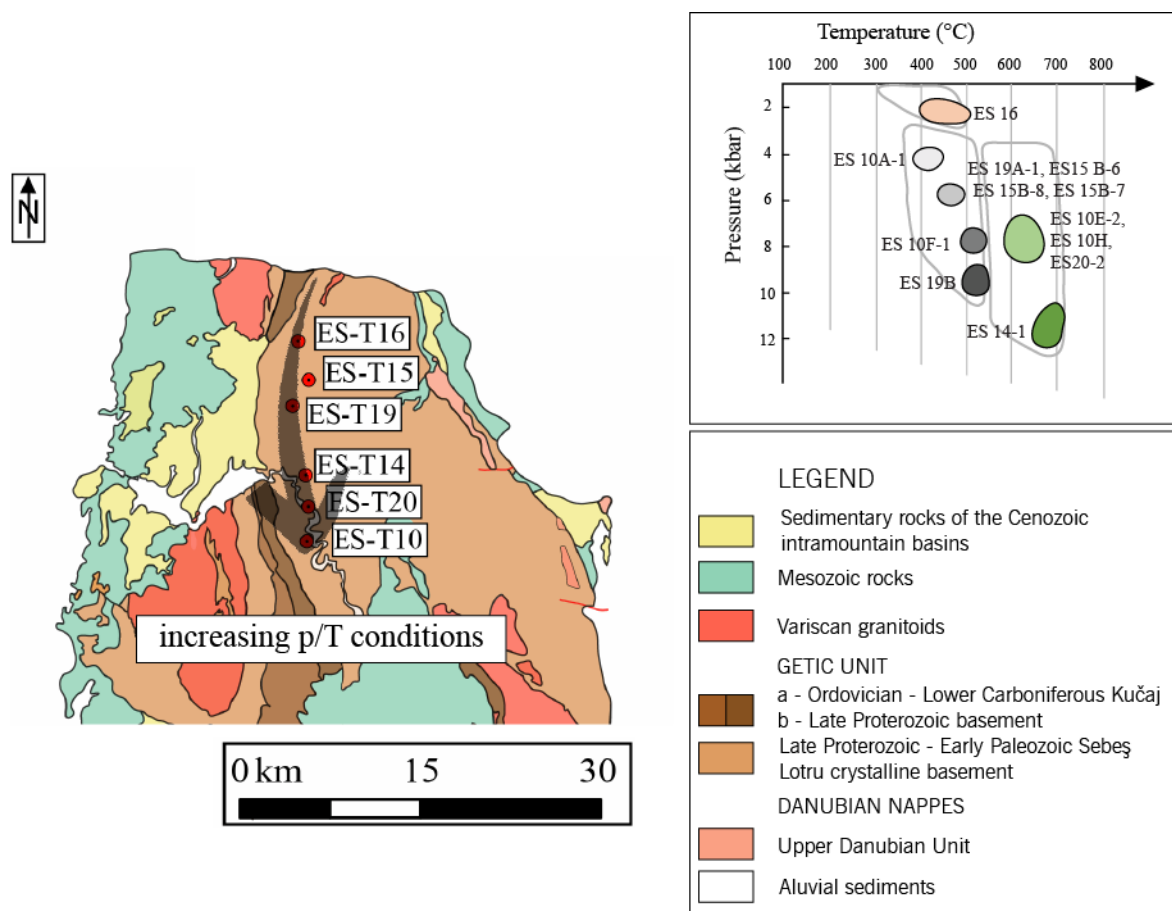 N
ES-T16
ES-T15
ES-T19
ES-T14
ES-T20
ES-T10
increasing p/T conditions
0 km 15 30
Temperature (°C)
100 200 300 400 500 600 700 800
Pressure (kbar)
2
4
6
8
10
12
ES 16
ES 10A-1
ES 19A-1, ES15 B-6
ES 15B-8, ES 15B-7
ES 10F-1
ES 10E-2,
ES 10H,
ES20-2
ES 19B
ES 14-1
LEGEND
Sedimentary rocks of the Cenozoic
intramountain basins
Mesozoic rocks
Variscan granitoids
GETIC UNIT
a - Ordovician - Lower Carboniferous Kučaj
b - Late Proterozoic basement
Late Proterozoic - Early Paleozoic Sebeş
Lotru crystalline basement
DANUBIAN NAPPES
Upper Danubian Unit
Aluvial sediments